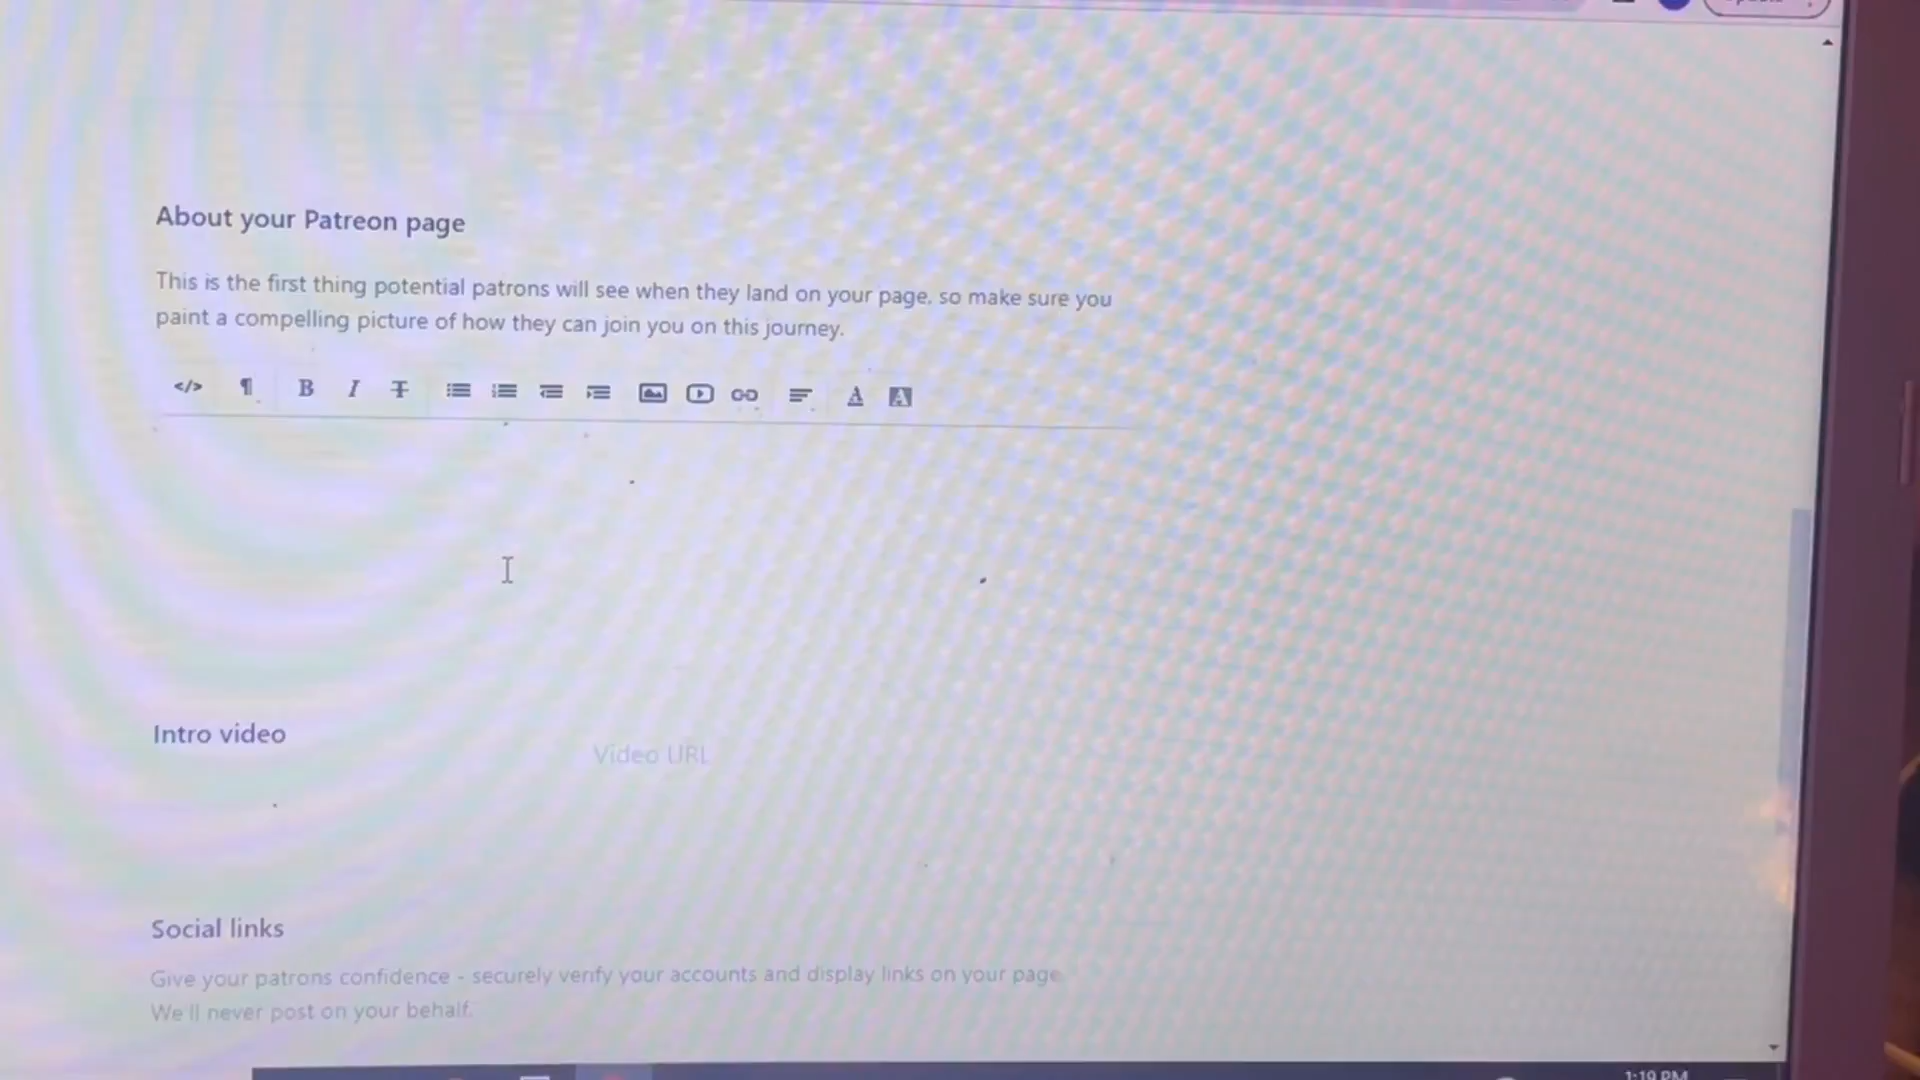 About your Patreon page
This is the first thing potential patrons will see when they land on your page, so make sure you
paint a compelling picture of how they can join you on this journey.
</> ¶ B I T A A
Intro video
Video URL
Social links
Give your patrons confidence - securely verify your accounts and display links on your page.
We'll never post on your behalf.
1:19 PM